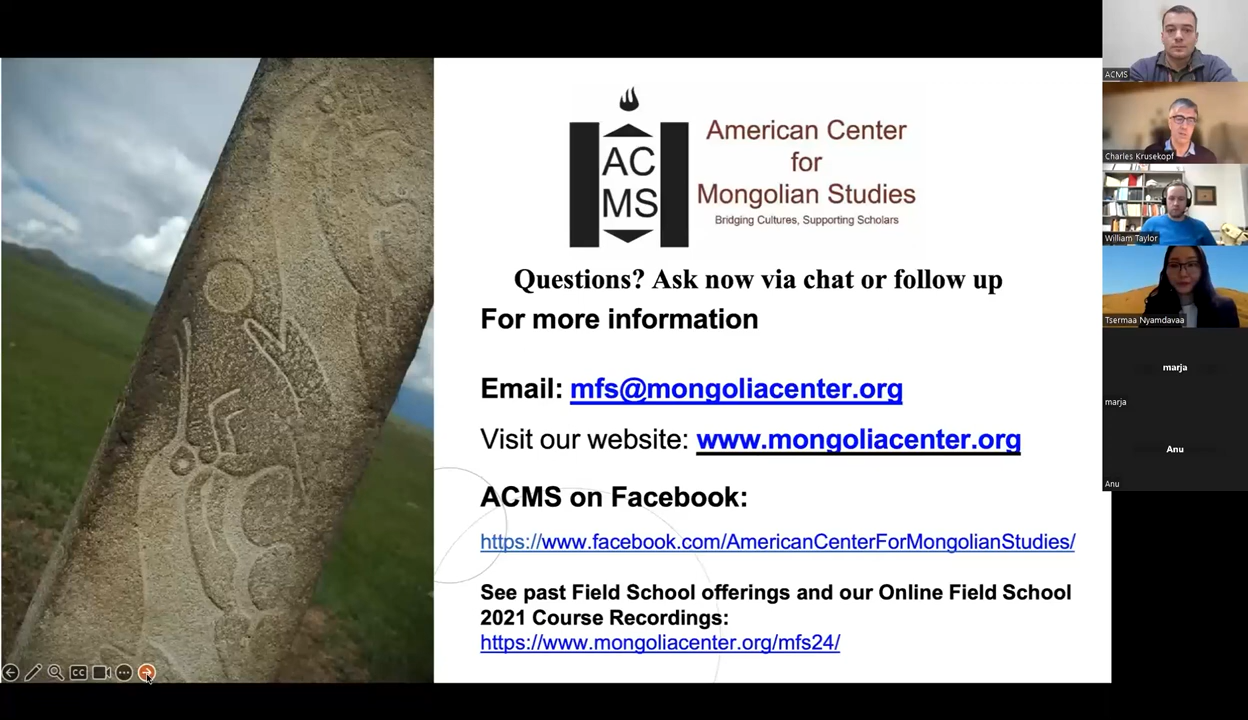 AC
MS
American Center
for
Mongolian Studies
Bridging Cultures, Supporting Scholars
Questions? Ask now via chat or follow up
For more information
Email: mfs@mongoliacenter.org
Visit our website: www.mongoliacenter.org
ACMS on Facebook:
https://www.facebook.com/AmericanCenterForMongolianStudies/
See past Field School offerings and our Online Field School
2021 Course Recordings:
https://www.mongoliacenter.org/mfs24/
CC
ACMS
Charles Krusekopf
William Taylor
Tsermaa Nyamdavaa
marja
marja
Anu
Anu